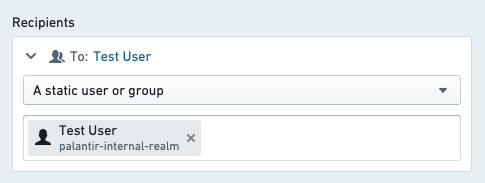 Recipients
To: Test User
A static user or group
Test User
palantir-internal-realm